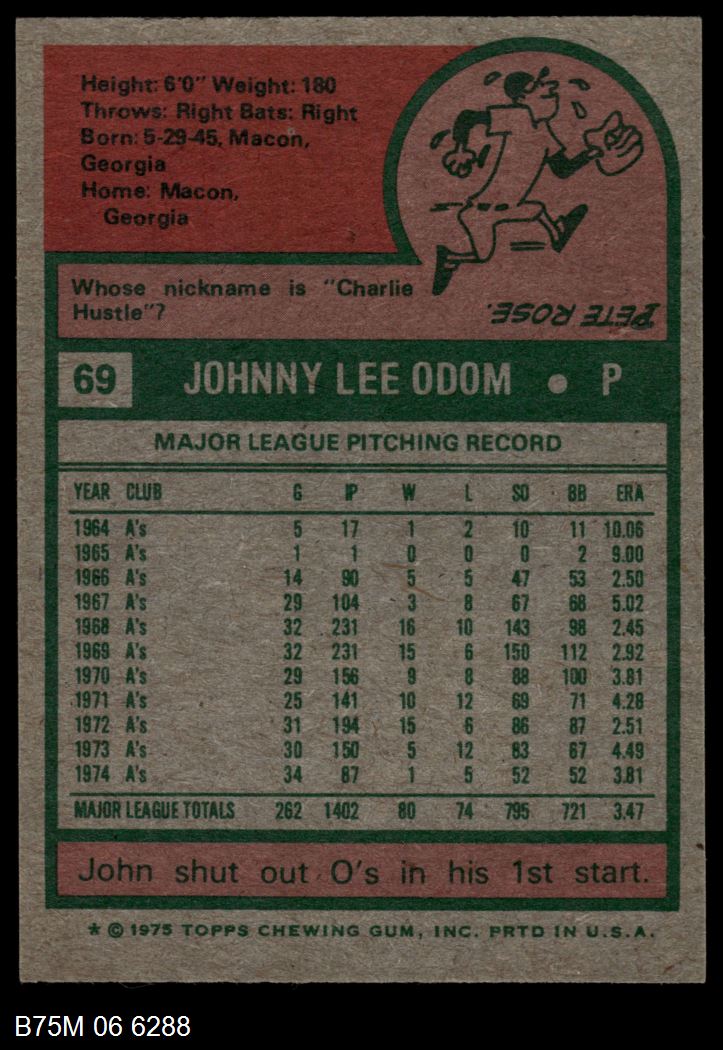 Height: 6'0" Weight: 180
Throws: Right Bats: Right
Born: 5-29-45, Macon,
Georgia
Home: Macon,
Georgia
Whose nickname is "Charlie
Hustle"?
PETE ROSE.
69 JOHNNY LEE ODOM • P
MAJOR LEAGUE PITCHING RECORD
YEAR CLUB G IP W L SO BB ERA
1964 A's 5 17 1 2 10 11 10.06
1965 A's 1 1 0 0 0 2 9.00
1966 A's 14 90 5 5 47 53 2.50
1967 A's 29 104 3 8 67 68 5.02
1968 A's 32 231 16 10 143 98 2.45
1969 A's 32 231 15 6 150 112 2.92
1970 A's 29 156 9 8 88 100 3.81
1971 A's 25 141 10 12 69 71 4.28
1972 A's 31 194 15 6 86 87 2.51
1973 A's 30 150 5 12 83 67 4.49
1974 A's 34 87 1 5 52 52 3.81
MAJOR LEAGUE TOTALS 262 1402 80 74 795 721 3.47
John shut out O's in his 1st start.
* © 1975 TOPPS CHEWING GUM, INC. PRTD IN U.S.A.
B75M 06 6288